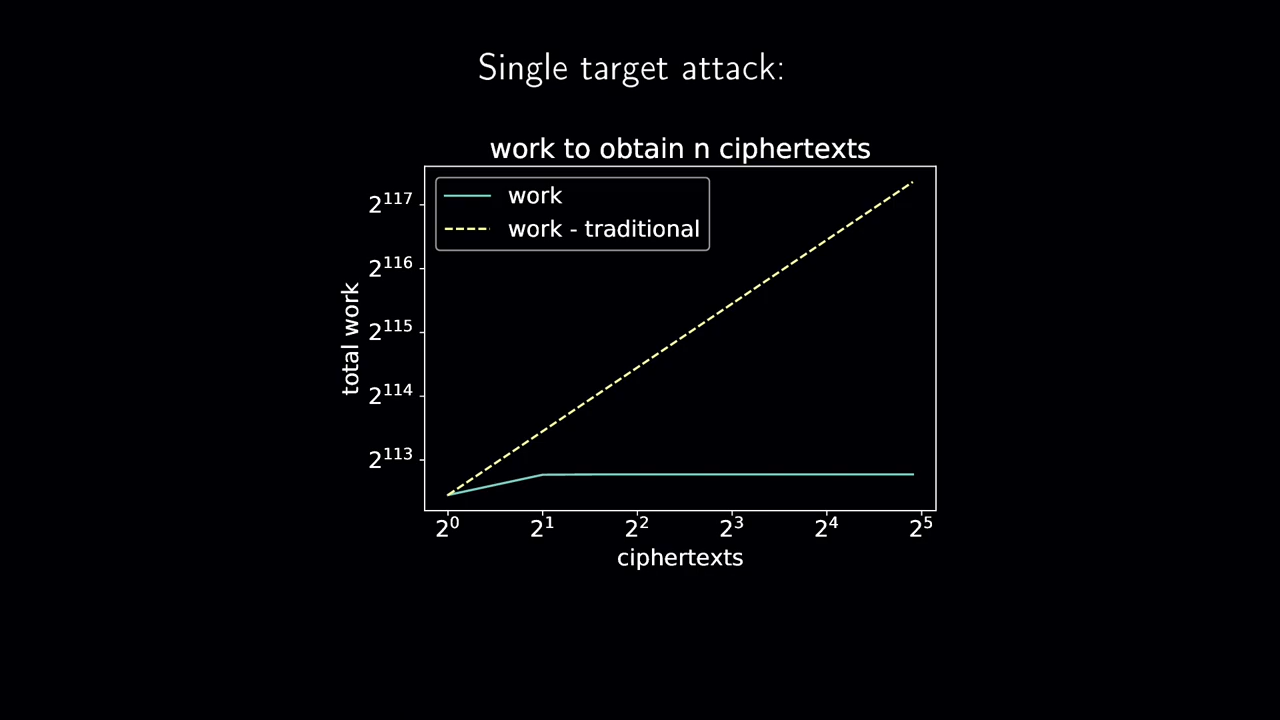 Single target attack:
work to obtain n ciphertexts
work
work - traditional
2^117
2^116
2^115
2^114
2^113
total work
2^0 2^1 2^2 2^3 2^4 2^5
ciphertexts